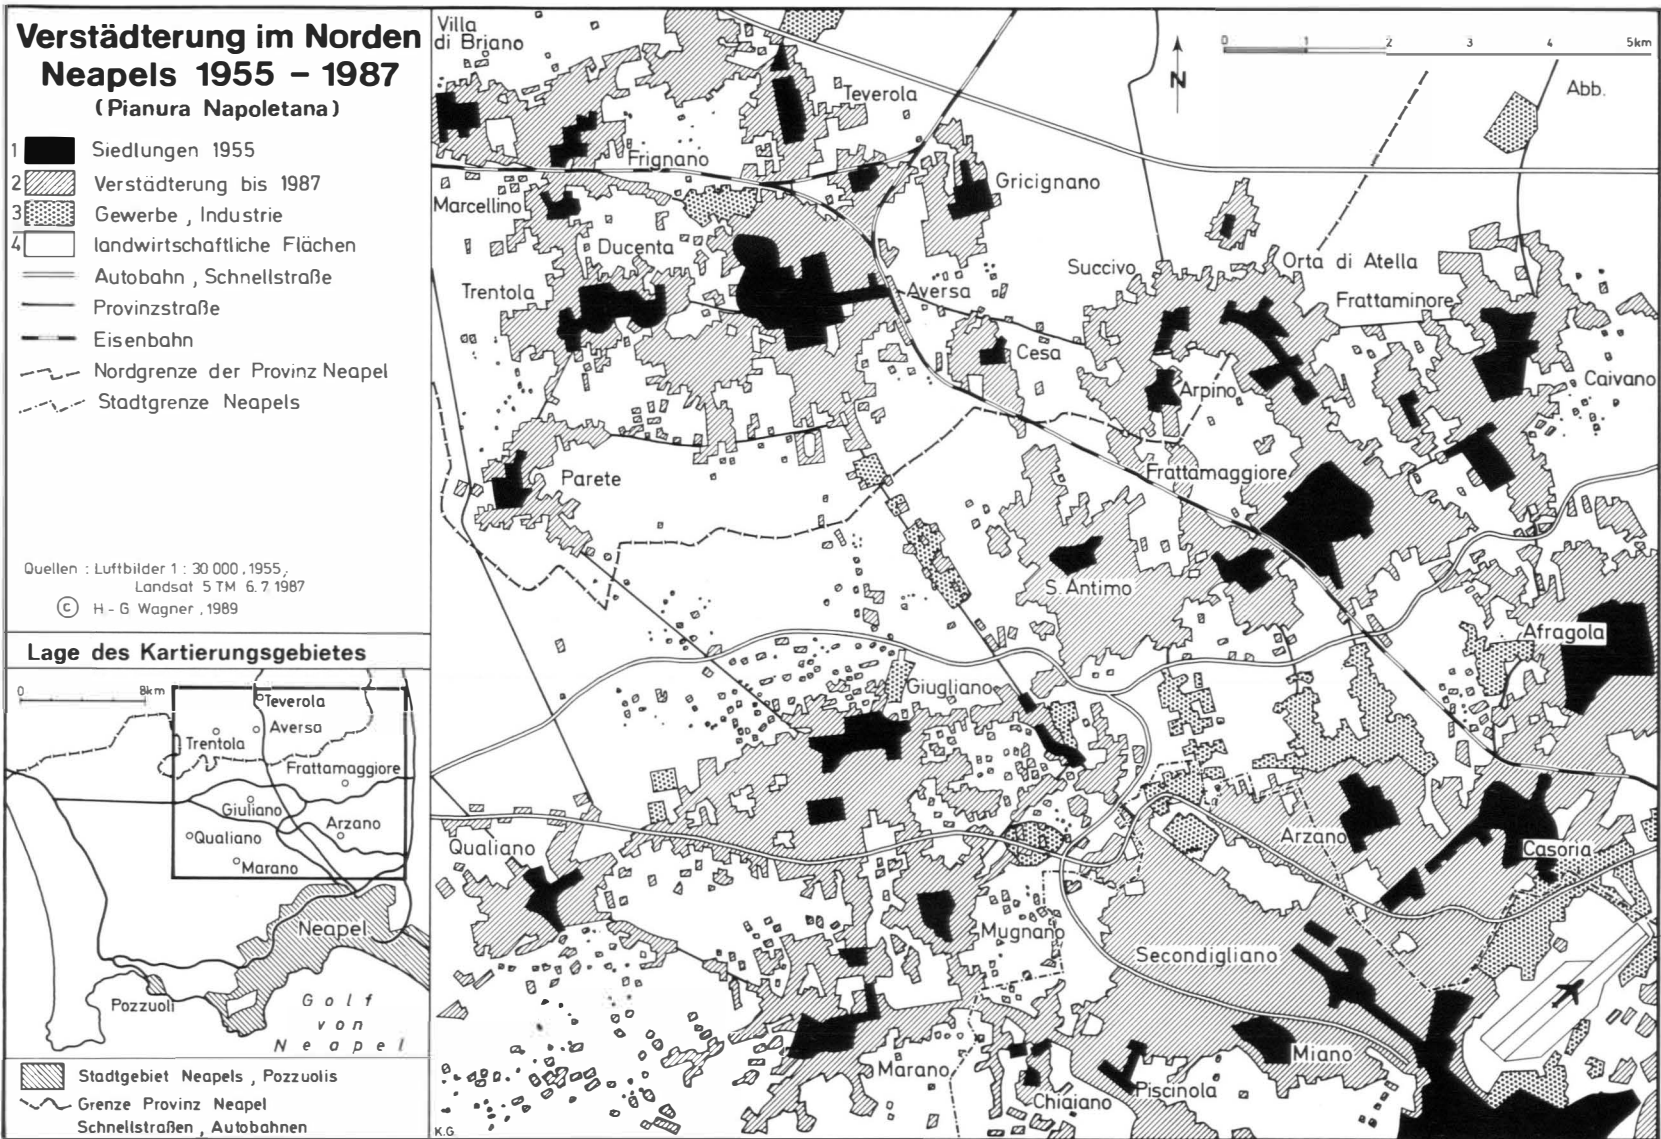 Verstädterung im Norden
Neapels 1955 – 1987
(Pianura Napoletana)
1 Siedlungen 1955
2 Verstädterung bis 1987
3 Gewerbe, Industrie
4 landwirtschaftliche Flächen
Autobahn, Schnellstraße
Provinzstraße
Eisenbahn
Nordgrenze der Provinz Neapel
Stadtgrenze Neapels
Quellen : Luftbilder 1 : 30 000, 1955,
Landsat 5 TM 6. 7. 1987
© H - G Wagner, 1989
Lage des Kartierungsgebietes
0 8km
Teverola
Aversa
Trentola
Frattamaggiore
Giuliano
Arzano
Qualiano
Marano
Neapel
Pozzuoli
Golf
von
Neapel
Stadtgebiet Neapels, Pozzuolis
Grenze Provinz Neapel
Schnellstraßen, Autobahnen
Villa
di Briano
0 1 2 3 4 5km
N
Abb.
Teverola
Frignano
Gricignano
Marcellino
Ducenta
Succivo
Orta di Atella
Trentola
Aversa
Frattaminore
Cesa
Arpino
Caivano
Parete
Frattamaggiore
S. Antimo
Afragola
Giugliano
Qualiano
Arzano
Casoria
Mugnano
Secondigliano
Marano
Miano
Chiaiano
Piscinola
K.G.